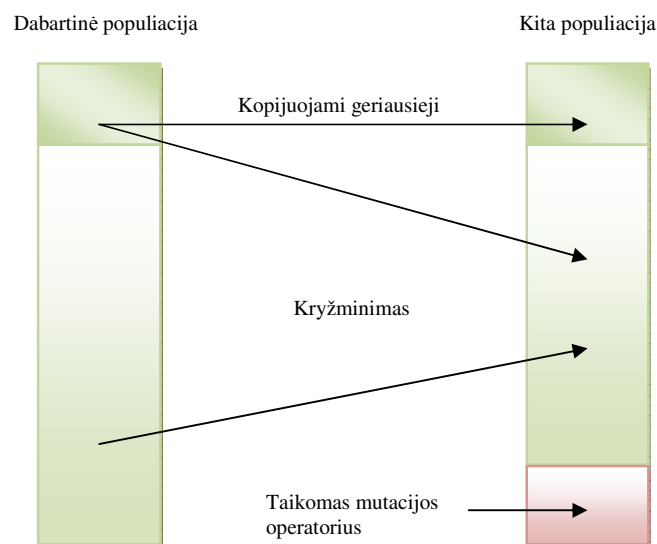 Dabartinė populiacija
Kita populiacija
Kopijuojami geriausieji
Kryžminimas
Taikomas mutacijos
operatorius